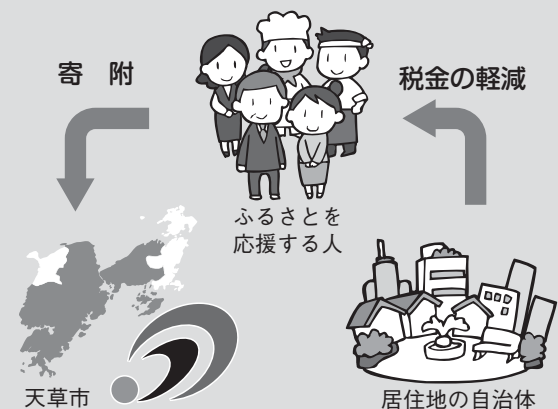 寄　附
税金の軽減
ふるさとを
応援する人
天草市
居住地の自治体